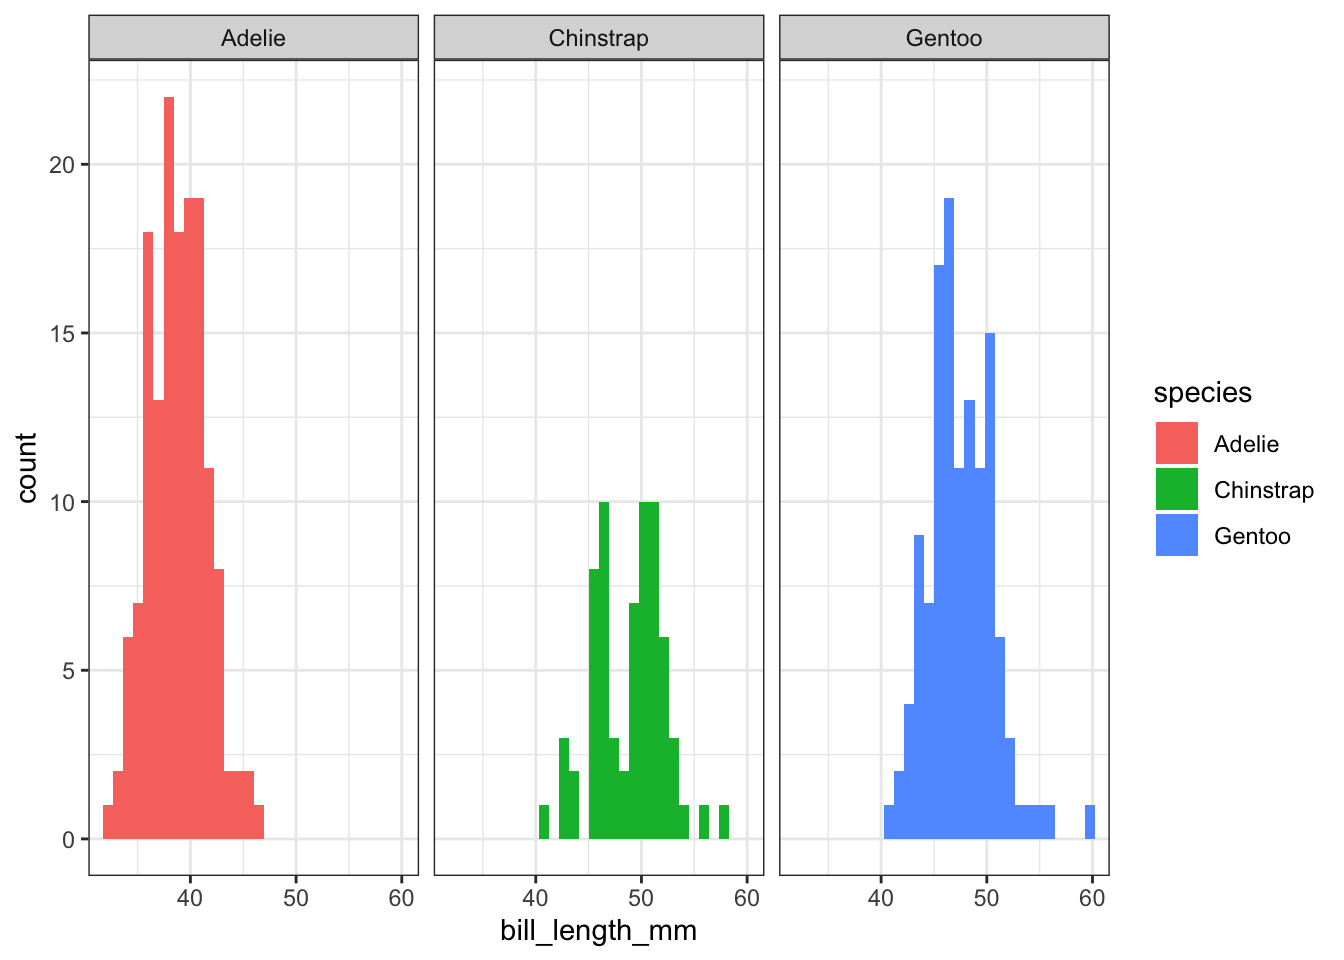 Adelie Chinstrap Gentoo
20
15
10
5
0
count
40 50 60 40 50 60 40 50 60
bill_length_mm
species
Adelie
Chinstrap
Gentoo